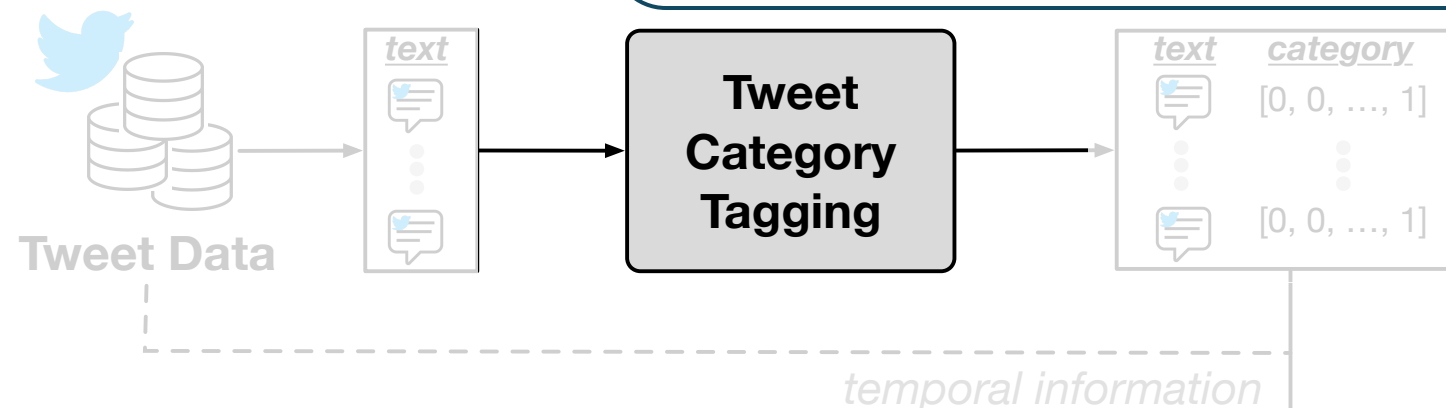 text
Tweet
Category
Tagging
text category
[0, 0, ..., 1]
[0, 0, ..., 1]
Tweet Data
temporal information